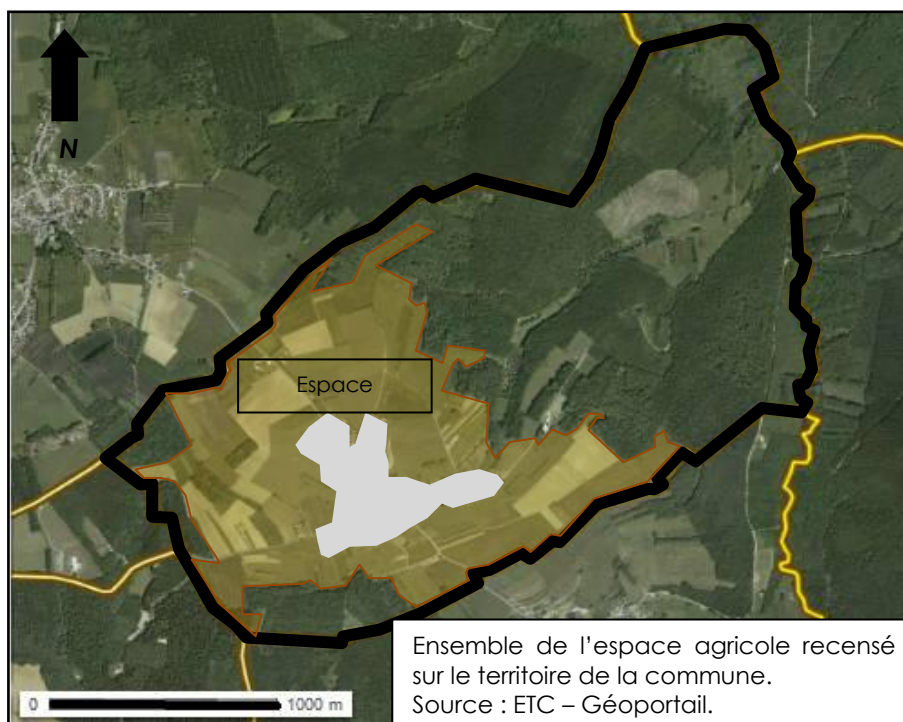 N
Espace
Ensemble de l'espace agricole recensé
sur le territoire de la commune.
Source : ETC – Géoportail.
0 1000 m